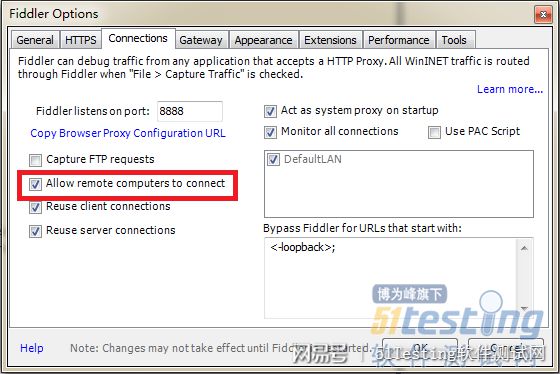 Fiddler Options
General HTTPS Connections Gateway Appearance Extensions Performance Tools
Fiddler can debug traffic from any application that accepts a HTTP Proxy. All WinINET traffic is routed
through Fiddler when "File > Capture Traffic" is checked.
Learn more...
Fiddler listens on port: 8888
Copy Browser Proxy Configuration URL
Capture FTP requests
Allow remote computers to connect
Reuse client connections
Reuse server connections
Act as system proxy on startup
Monitor all connections Use PAC Script
DefaultLAN
Bypass Fiddler for URLs that start with:
<-loopback>;
博为峰旗下
51testing
Help Note: Changes may not take effect until Fiddler is restarted. OK Cancel
网易号 51Testing软件测试网